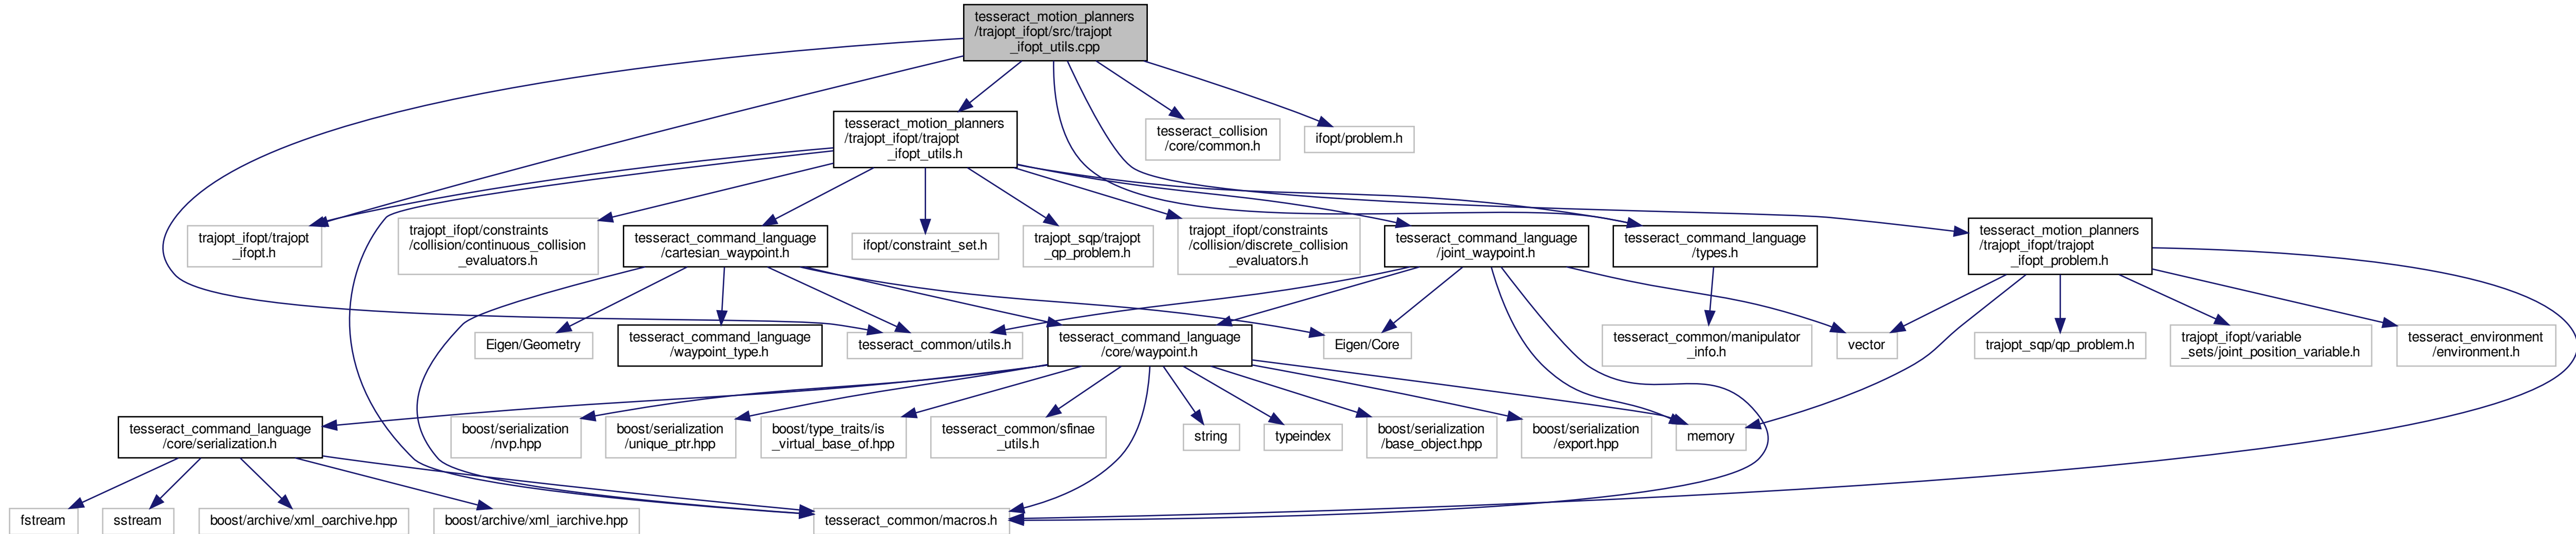 tesseract_motion_planners
/trajopt_ifopt/src/trajopt
_ifopt_utils.cpp
tesseract_motion_planners
/trajopt_ifopt/trajopt
_ifopt_utils.h
tesseract_collision
/core/common.h
ifopt/problem.h
trajopt_ifopt/trajopt
_ifopt.h
trajopt_ifopt/constraints
/collision/continuous_collision
_evaluators.h
tesseract_command_language
/cartesian_waypoint.h
ifopt/constraint_set.h
trajopt_sqp/trajopt
_qp_problem.h
trajopt_ifopt/constraints
/collision/discrete_collision
_evaluators.h
tesseract_command_language
/joint_waypoint.h
tesseract_command_language
/types.h
tesseract_motion_planners
/trajopt_ifopt/trajopt
_ifopt_problem.h
Eigen/Geometry
tesseract_command_language
/waypoint_type.h
tesseract_common/utils.h
tesseract_command_language
/core/waypoint.h
Eigen/Core
tesseract_common/manipulator
_info.h
vector
trajopt_sqp/qp_problem.h
trajopt_ifopt/variable
_sets/joint_position_variable.h
tesseract_environment
/environment.h
tesseract_command_language
/core/serialization.h
boost/serialization
/nvp.hpp
boost/serialization
/unique_ptr.hpp
boost/type_traits/is
_virtual_base_of.hpp
tesseract_common/sfinae
_utils.h
string
typeindex
boost/serialization
/base_object.hpp
boost/serialization
/export.hpp
memory
fstream
sstream
boost/archive/xml_oarchive.hpp
boost/archive/xml_iarchive.hpp
tesseract_common/macros.h